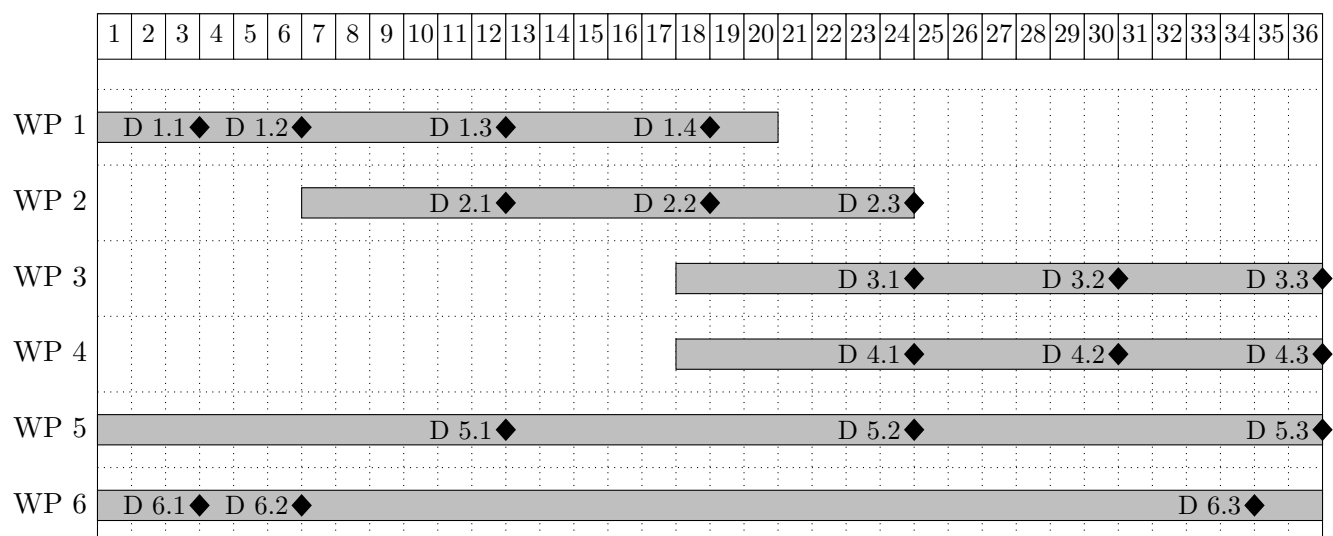 1 2 3 4 5 6 7 8 9 10 11 12 13 14 15 16 17 18 19 20 21 22 23 24 25 26 27 28 29 30 31 32 33 34 35 36
WP 1 D 1.1 D 1.2 D 1.3 D 1.4
WP 2 D 2.1 D 2.2 D 2.3
WP 3 D 3.1 D 3.2 D 3.3
WP 4 D 4.1 D 4.2 D 4.3
WP 5 D 5.1 D 5.2 D 5.3
WP 6 D 6.1 D 6.2 D 6.3